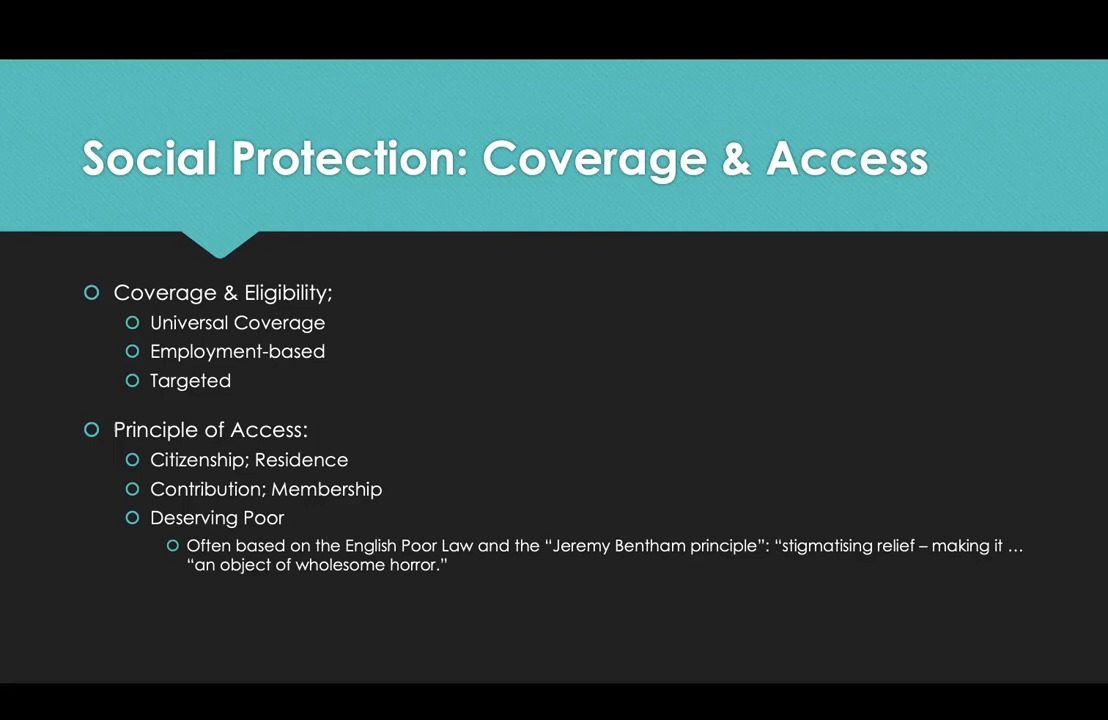 Social Protection: Coverage & Access
Coverage & Eligibility;
Universal Coverage
Employment-based
Targeted
Principle of Access:
Citizenship; Residence
Contribution; Membership
Deserving Poor
Often based on the English Poor Law and the “Jeremy Bentham principle”: “stigmatising relief – making it …
“an object of wholesome horror.”